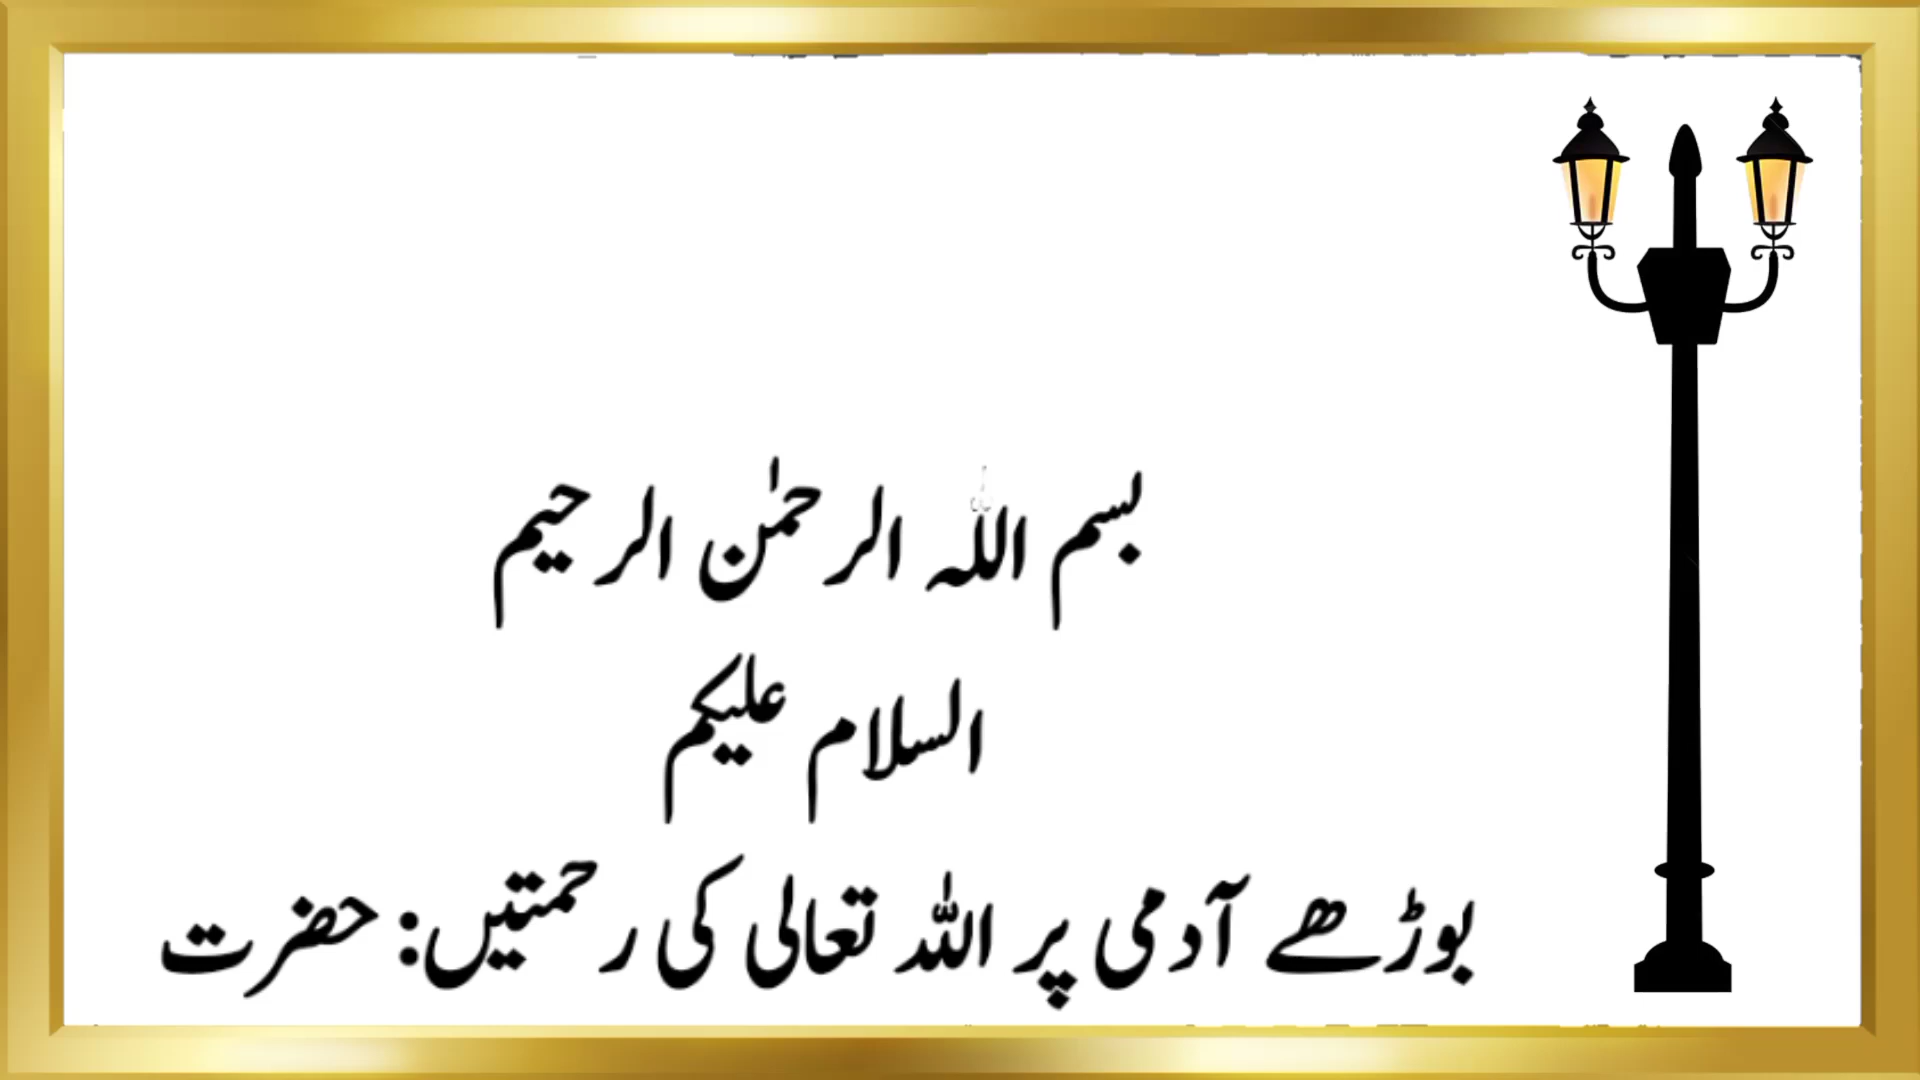 بسم اللہ الرحمٰن الرحیم
السلام علیکم
بوڑھے آدمی پر اللہ تعالی کی رحمتیں: حضرت